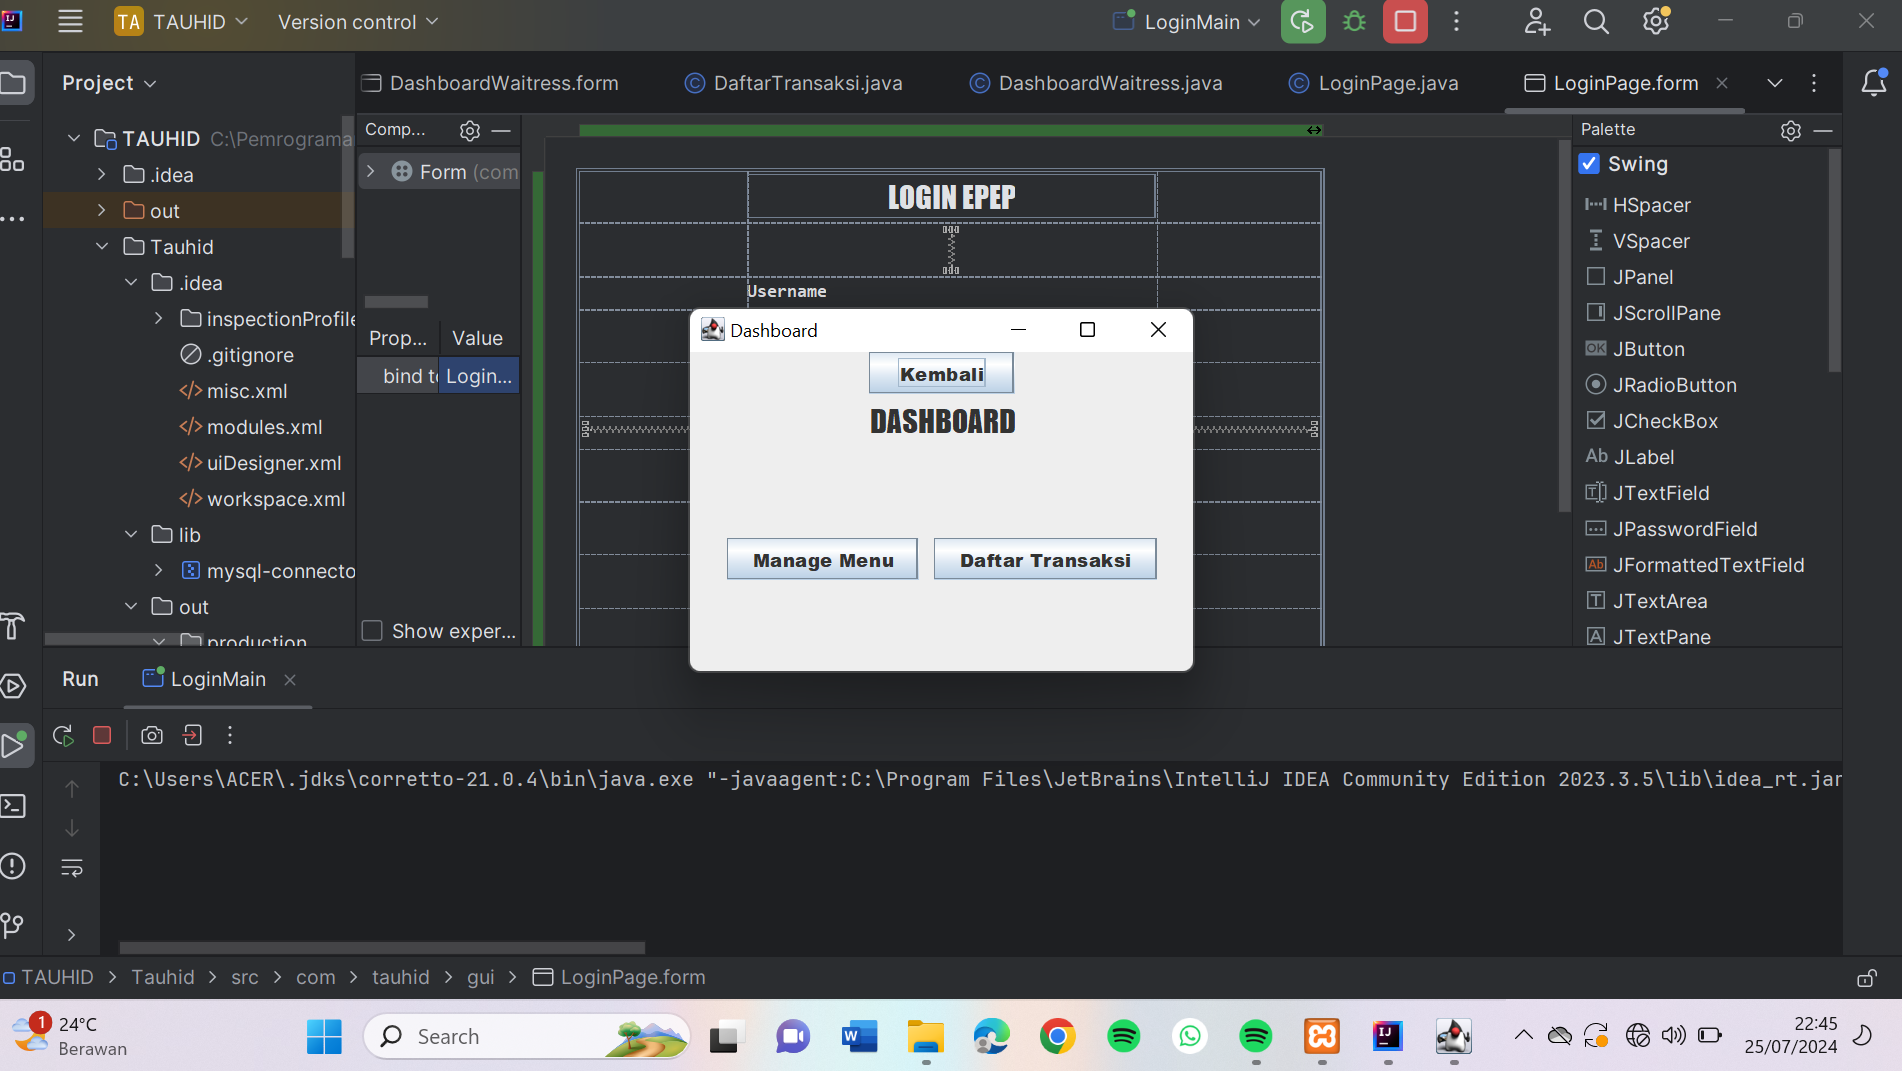 TA TAUHID Version control LoginMain
Project
DashboardWaitress.form DaftarTransaksi.java DashboardWaitress.java LoginPage.java LoginPage.form
TAUHID C:\Pemrograma
.idea
out
Tauhid
.idea
inspectionProfile
.gitignore
misc.xml
modules.xml
uiDesigner.xml
workspace.xml
lib
mysql-connecto
out
production
Comp...
Form (com
Prop... Value
bind to Login...
Show exper...
LOGIN EPEP
Username
Dashboard
Kembali
DASHBOARD
Manage Menu Daftar Transaksi
Palette
Swing
HSpacer
VSpacer
JPanel
JScrollPane
OK JButton
JRadioButton
JCheckBox
Ab JLabel
JTextField
JPasswordField
Ab JFormattedTextField
JTextArea
JTextPane
Run LoginMain
C:\Users\ACER\.jdks\corretto-21.0.4\bin\java.exe "-javaagent:C:\Program Files\JetBrains\IntelliJ IDEA Community Edition 2023.3.5\lib\idea_rt.jar
TAUHID > Tauhid > src > com > tauhid > gui > LoginPage.form
1 24°C
Berawan
Search
22:45
25/07/2024